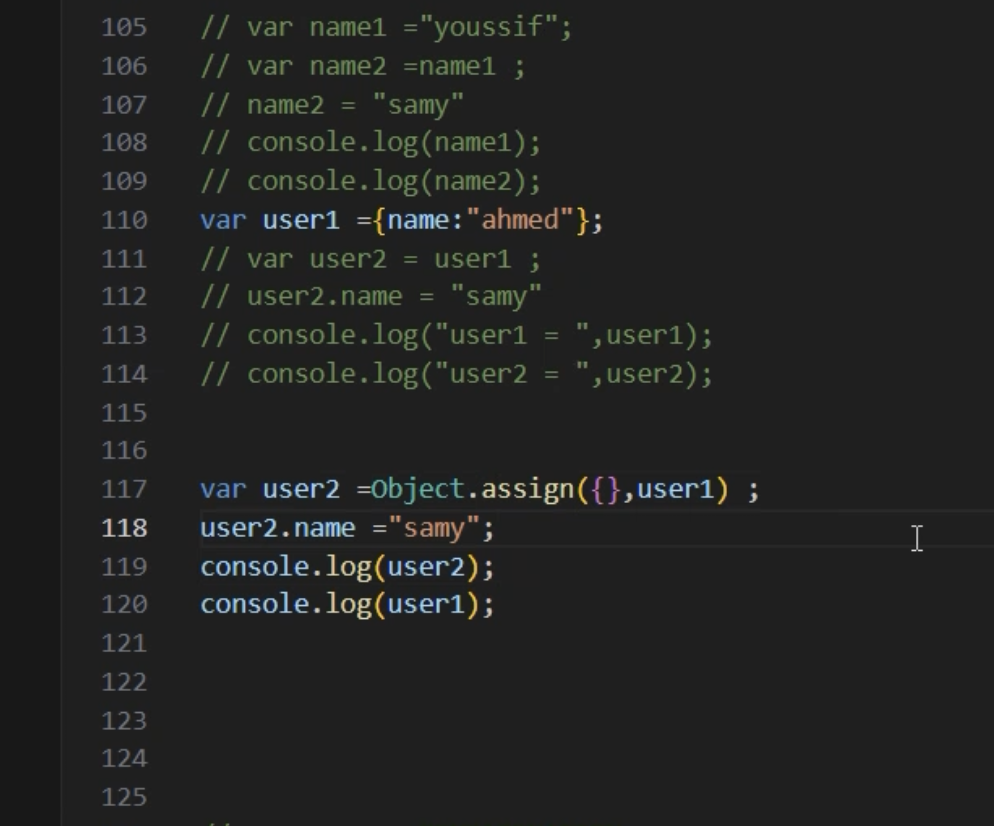 105 // var name1 ="youssif";
106 // var name2 =name1 ;
107 // name2 = "samy"
108 // console.log(name1);
109 // console.log(name2);
110 var user1 ={name:"ahmed"};
111 // var user2 = user1 ;
112 // user2.name = "samy"
113 // console.log("user1 = ",user1);
114 // console.log("user2 = ",user2);
115
116
117 var user2 =Object.assign({},user1) ;
118 user2.name ="samy";
119 console.log(user2);
120 console.log(user1);
121
122
123
124
125